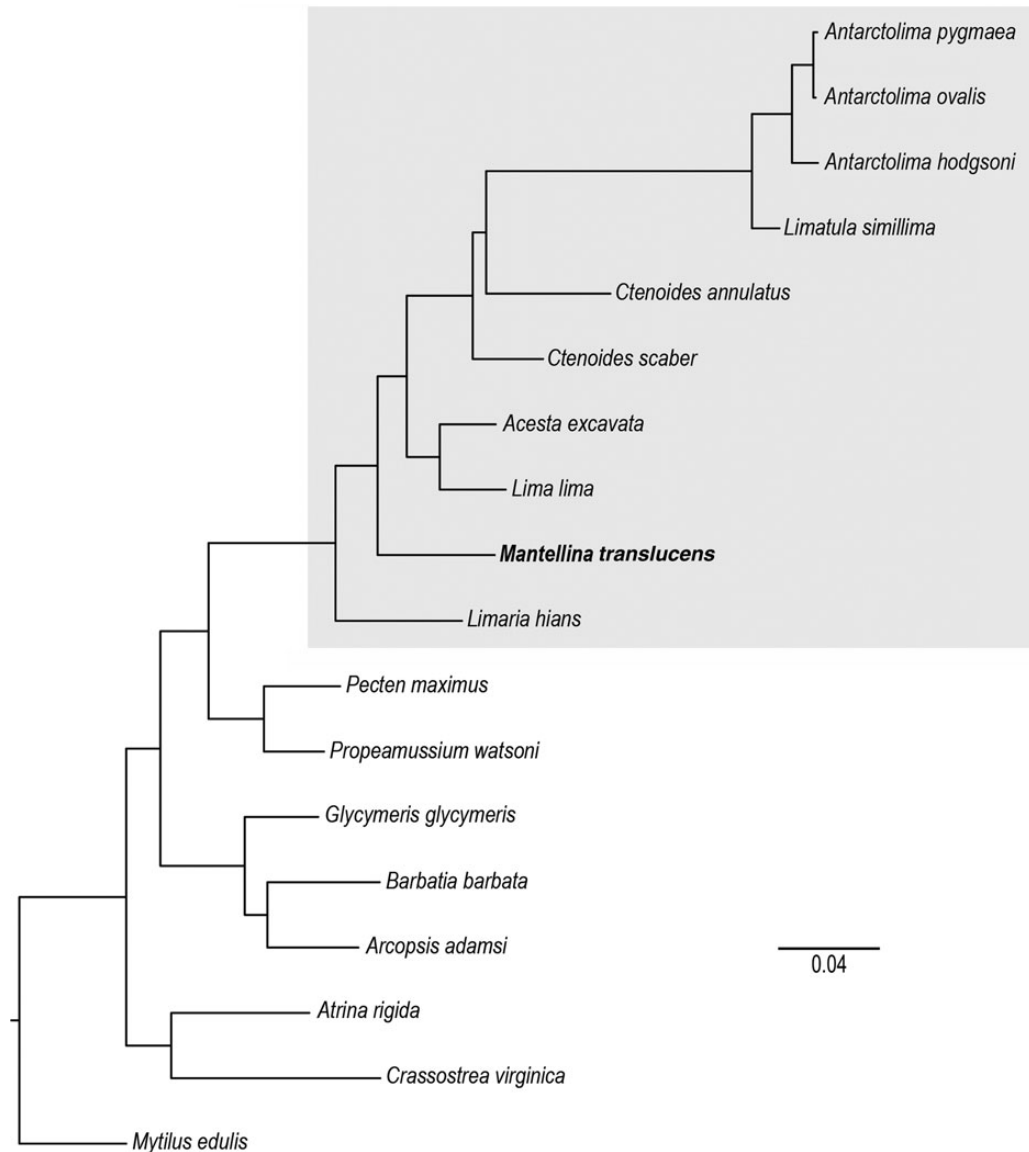 Antarctolima pygmaea
Antarctolima ovalis
Antarctolima hodgsoni
Limatula simillima
Ctenoides annulatus
Ctenoides scaber
Acesta excavata
Lima lima
Mantellina translucens
Limaria hians
Pecten maximus
Propeamussium watsoni
Glycymeris glycymeris
Barbatia barbata
Arcopsis adamsi
0.04
Atrina rigida
Crassostrea virginica
Mytilus edulis